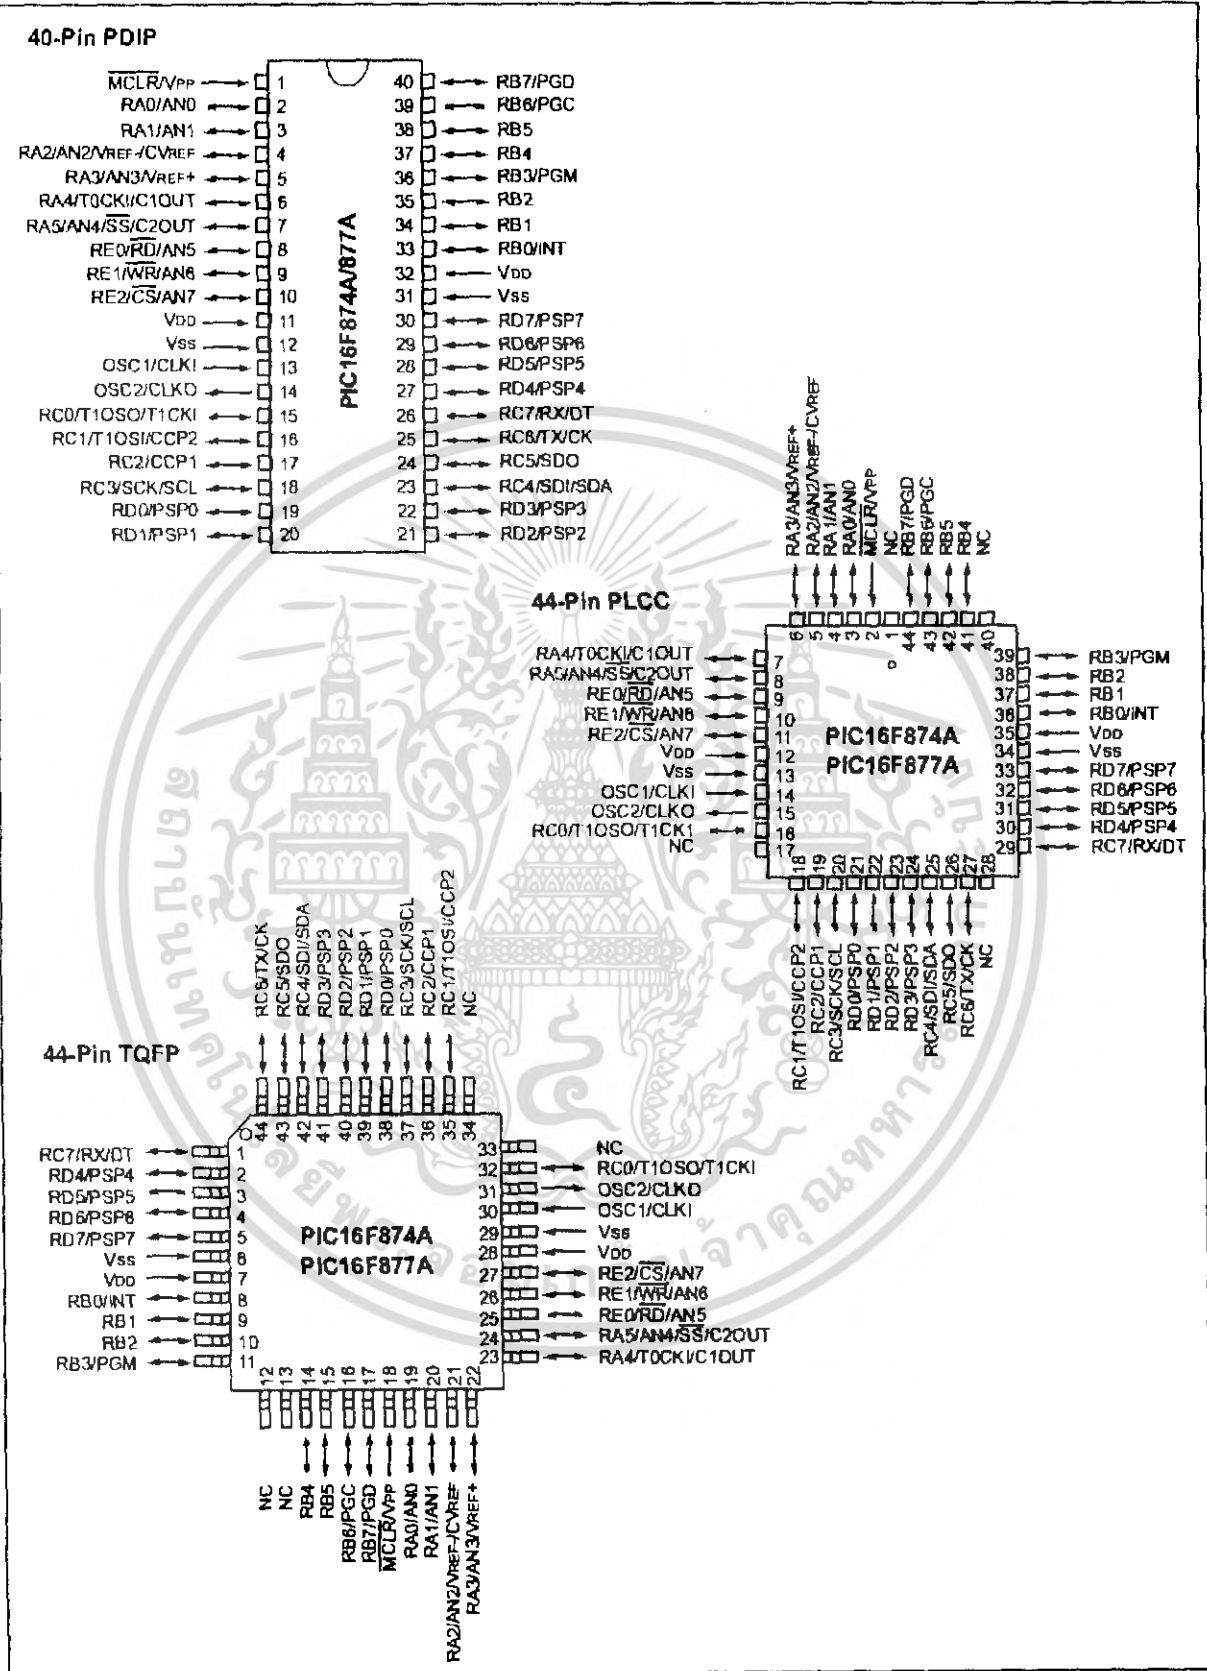 40-Pin PDIP
MCLR/VPP 1
RA0/AN0 2
RA1/AN1 3
RA2/AN2/VREF-/CVREF 4
RA3/AN3/VREF+ 5
RA4/T0CKI/C1OUT 6
RA5/AN4/SS/C2OUT 7
RE0/RD/AN5 8
RE1/WR/AN6 9
RE2/CS/AN7 10
VDD 11
VSS 12
OSC1/CLKI 13
OSC2/CLKO 14
RC0/T1OSO/T1CKI 15
RC1/T1OSI/CCP2 16
RC2/CCP1 17
RC3/SCK/SCL 18
RD0/PSP0 19
RD1/PSP1 20
PIC16F874A/877A
40 RB7/PGD
39 RB6/PGC
38 RB5
37 RB4
36 RB3/PGM
35 RB2
34 RB1
33 RB0/INT
32 VDD
31 VSS
30 RD7/PSP7
29 RD6/PSP6
28 RD5/PSP5
27 RD4/PSP4
26 RC7/RX/DT
25 RC6/TX/CK
24 RC5/SDO
23 RC4/SDI/SDA
22 RD3/PSP3
21 RD2/PSP2
44-Pin PLCC
RA3/AN3/VREF+ 6
RA2/AN2/VREF-/CVREF 5
RA1/AN1 4
RA0/AN0 3
MCLR/VPP 2
NC 1
RB7/PGD 44
RB6/PGC 43
RB5 42
RB4 41
NC 40
RA4/T0CKI/C1OUT 7
RA5/AN4/SS/C2OUT 8
RE0/RD/AN5 9
RE1/WR/AN6 10
RE2/CS/AN7 11
VDD 12
VSS 13
OSC1/CLKI 14
OSC2/CLKO 15
RC0/T1OSO/T1CK1 16
NC 17
PIC16F874A
PIC16F877A
39 RB3/PGM
38 RB2
37 RB1
36 RB0/INT
35 VDD
34 VSS
33 RD7/PSP7
32 RD6/PSP6
31 RD5/PSP5
30 RD4/PSP4
29 RC7/RX/DT
18 RC1/T1OSI/CCP2
19 RC2/CCP1
20 RC3/SCK/SCL
21 RD0/PSP0
22 RD1/PSP1
23 RD2/PSP2
24 RD3/PSP3
25 RC4/SDI/SDA
26 RC5/SDO
27 RC6/TX/CK
28 NC
44-Pin TQFP
RC6/TX/CK 44
RC5/SDO 43
RC4/SDI/SDA 42
RD3/PSP3 41
RD2/PSP2 40
RD1/PSP1 39
RD0/PSP0 38
RC3/SCK/SCL 37
RC2/CCP1 36
RC1/T1OSI/CCP2 35
NC 34
RC7/RX/DT 1
RD4/PSP4 2
RD5/PSP5 3
RD6/PSP6 4
RD7/PSP7 5
VSS 6
VDD 7
RB0/INT 8
RB1 9
RB2 10
RB3/PGM 11
PIC16F874A
PIC16F877A
33 NC
32 RC0/T1OSO/T1CKI
31 OSC2/CLKO
30 OSC1/CLKI
29 VSS
28 VDD
27 RE2/CS/AN7
26 RE1/WR/AN6
25 RE0/RD/AN5
24 RA5/AN4/SS/C2OUT
23 RA4/T0CKI/C1OUT
12 NC
13 NC
14 RB4
15 RB5
16 RB6/PGC
17 RB7/PGD
18 MCLR/VPP
19 RA0/AN0
20 RA1/AN1
21 RA2/AN2/VREF-/CVREF
22 RA3/AN3/VREF+